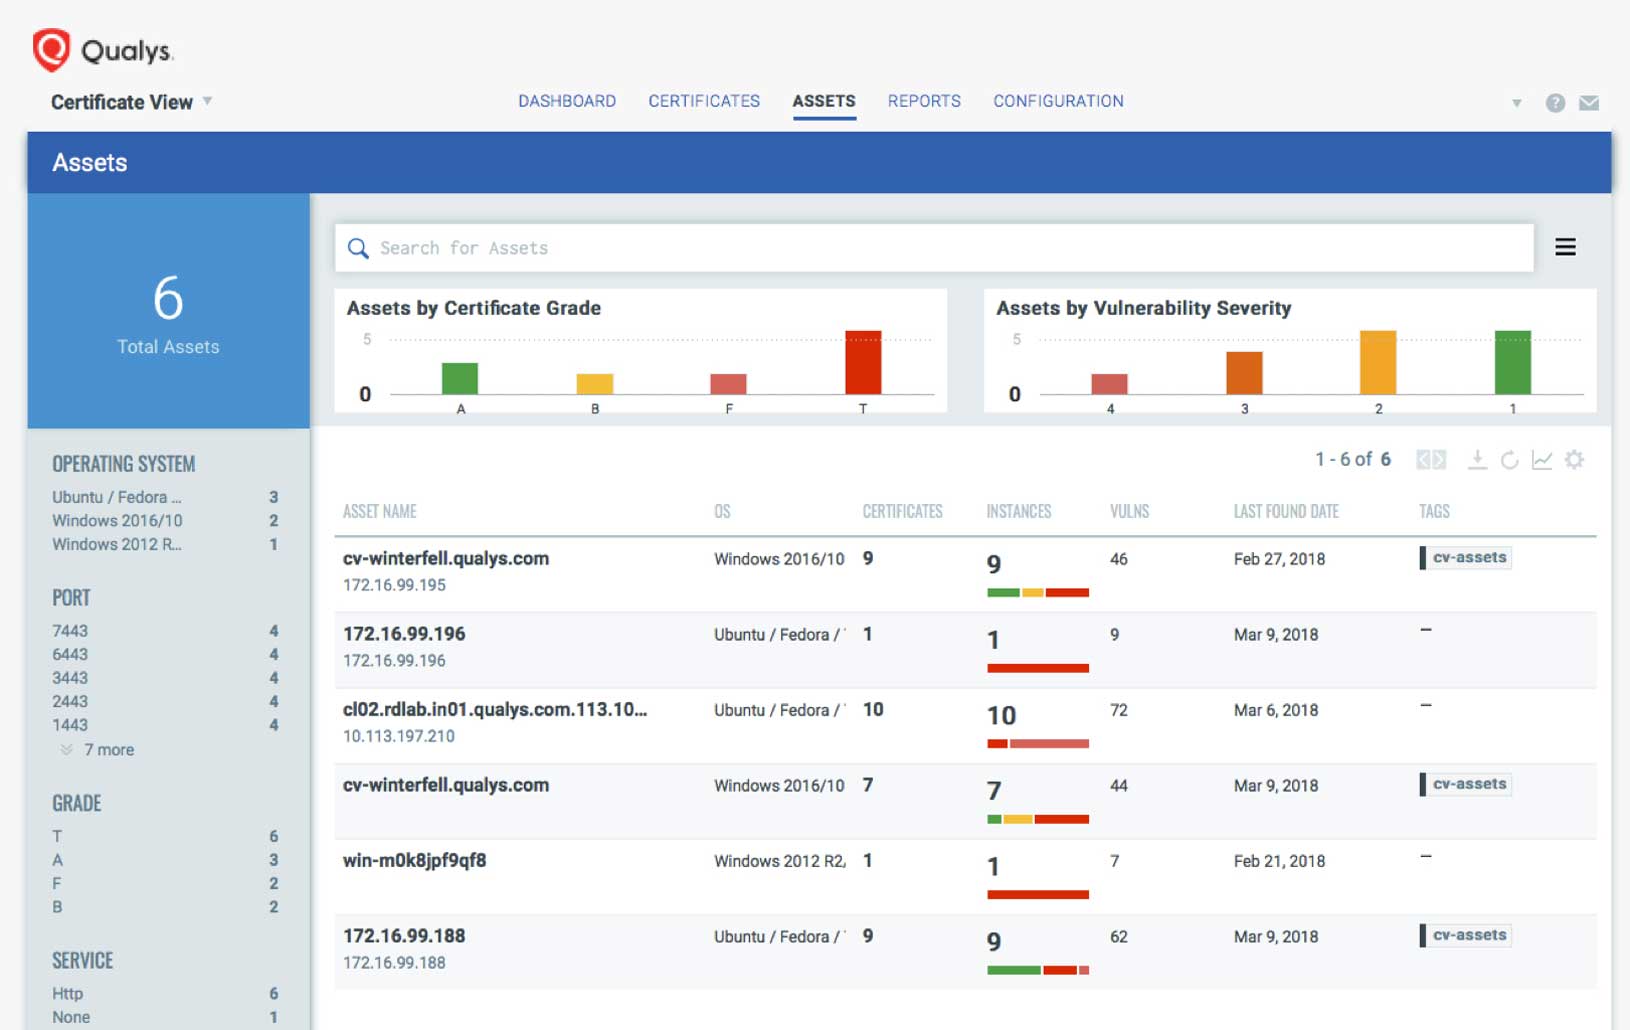 Qualys.
Certificate View
DASHBOARD CERTIFICATES ASSETS REPORTS CONFIGURATION
?
Assets
6
Total Assets
Search for Assets
Assets by Certificate Grade
5
0
A B F T
Assets by Vulnerability Severity
5
0
4 3 2 1
OPERATING SYSTEM
Ubuntu / Fedora ... 3
Windows 2016/10 2
Windows 2012 R... 1
PORT
7443 4
6443 4
3443 4
2443 4
1443 4
7 more
GRADE
T 6
A 3
F 2
B 2
SERVICE
Http 6
None 1
1 - 6 of 6
ASSET NAME OS CERTIFICATES INSTANCES VULNS LAST FOUND DATE TAGS
cv-winterfell.qualys.com Windows 2016/10 9 9 46 Feb 27, 2018 cv-assets
172.16.99.195
172.16.99.196 Ubuntu / Fedora / 1 1 9 Mar 9, 2018 –
172.16.99.196
cl02.rdlab.in01.qualys.com.113.10... Ubuntu / Fedora / 10 10 72 Mar 6, 2018 –
10.113.197.210
cv-winterfell.qualys.com Windows 2016/10 7 7 44 Mar 9, 2018 cv-assets
win-m0k8jpf9qf8 Windows 2012 R2, 1 1 7 Feb 21, 2018 –
172.16.99.188 Ubuntu / Fedora / 9 9 62 Mar 9, 2018 cv-assets
172.16.99.188